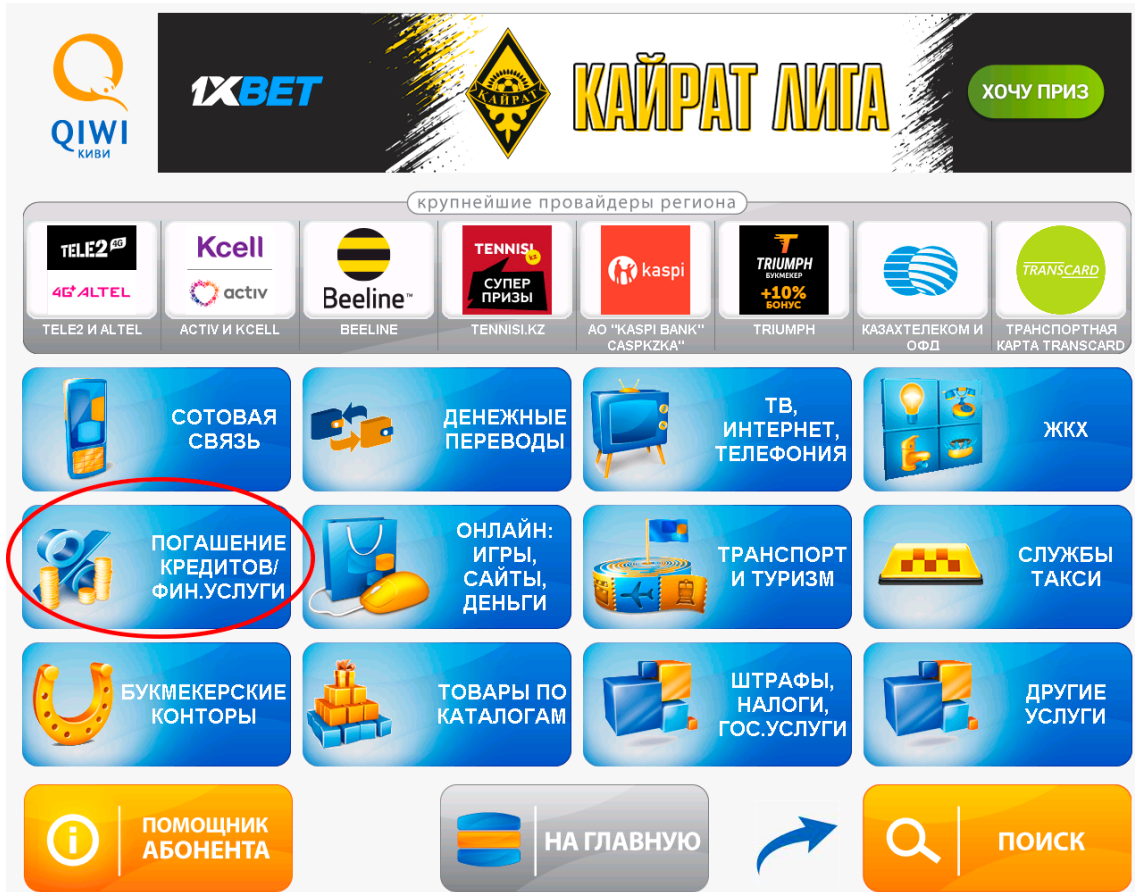 QIWI
КИВИ
1XBET
КАЙРАТ
КАЙРАТ ЛИГА
ХОЧУ ПРИЗ
крупнейшие провайдеры региона
TELE2 4G
4G ALTEL
TELE2 И ALTEL
Kcell
activ
ACTIV И KCELL
Beeline™
BEELINE
TENNISI kz
СУПЕР
ПРИЗЫ
TENNISI.KZ
kaspi
АО "KASPI BANK"
CASPKZKA"
TRIUMPH
БУКМЕКЕР
+10%
БОНУС
TRIUMPH
КАЗАХТЕЛЕКОМ И
ОФД
TRANSCARD
ТРАНСПОРТНАЯ
КАРТА TRANSCARD
СОТОВАЯ
СВЯЗЬ
ДЕНЕЖНЫЕ
ПЕРЕВОДЫ
ТВ,
ИНТЕРНЕТ,
ТЕЛЕФОНИЯ
ЖКХ
ПОГАШЕНИЕ
КРЕДИТОВ/
ФИН.УСЛУГИ
ОНЛАЙН:
ИГРЫ,
САЙТЫ,
ДЕНЬГИ
ТРАНСПОРТ
И ТУРИЗМ
СЛУЖБЫ
ТАКСИ
БУКМЕКЕРСКИЕ
КОНТОРЫ
ТОВАРЫ ПО
КАТАЛОГАМ
ШТРАФЫ,
НАЛОГИ,
ГОС.УСЛУГИ
ДРУГИЕ
УСЛУГИ
ПОМОЩНИК
АБОНЕНТА
НА ГЛАВНУЮ
ПОИСК